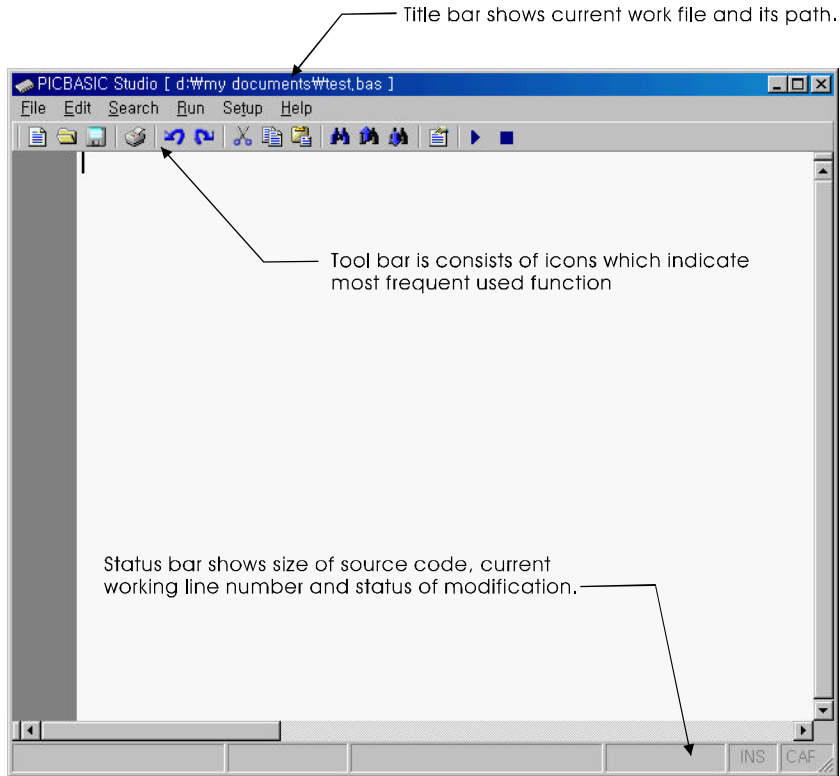 Title bar shows current work file and its path.
PICBASIC Studio [ d:₩my documents₩test.bas ]
File Edit Search Run Setup Help
Tool bar is consists of icons which indicate
most frequent used function
Status bar shows size of source code, current
working line number and status of modification.
INS CAF